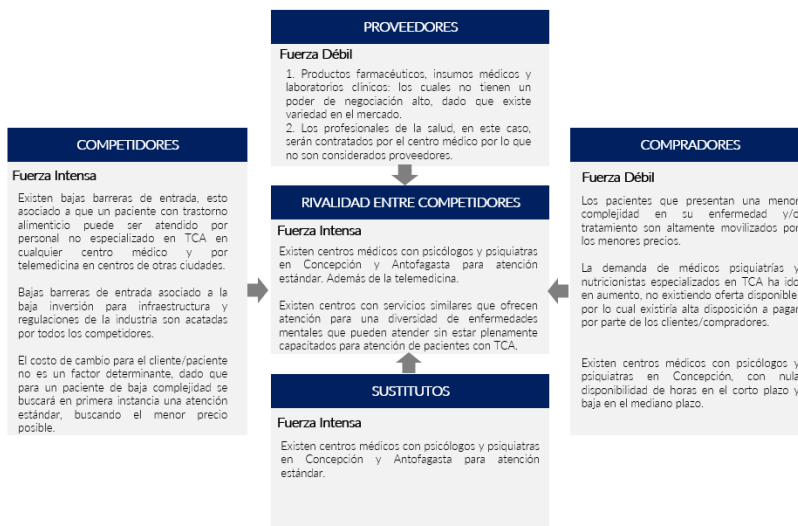 PROVEEDORES
Fuerza Débil
1. Productos farmacéuticos, insumos médicos y
laboratorios clínicos: los cuales no tienen un
poder de negociación alto, dado que existe
variedad en el mercado.
2. Los profesionales de la salud, en este caso,
serán contratados por el centro médico por lo que
no son considerados proveedores.
COMPETIDORES
Fuerza Intensa
Existen bajas barreras de entrada, esto
asociado a que un paciente con trastorno
alimenticio puede ser atendido por
personal no especializado en TCA en
cualquier centro médico y por
telemedicina en centros de otras ciudades.
Bajas barreras de entrada asociado a la
baja inversión para infraestructura y
regulaciones de la industria son acatadas
por todos los competidores.
El costo de cambio para el cliente/paciente
no es un factor determinante, dado que
para un paciente de baja complejidad se
buscará en primera instancia una atención
estándar, buscando el menor precio
posible.
RIVALIDAD ENTRE COMPETIDORES
Fuerza Intensa
Existen centros médicos con psicólogos y psiquiatras
en Concepción y Antofagasta para atención
estándar. Además de la telemedicina.
Existen centros con servicios similares que ofrecen
atención para una diversidad de enfermedades
mentales que pueden atender sin estar plenamente
capacitados para atención de pacientes con TCA.
COMPRADORES
Fuerza Débil
Los pacientes que presentan una menor
complejidad en su enfermedad y/o
tratamiento son altamente movilizados por
los menores precios.
La demanda de médicos psiquiatrías y
nutricionistas especializados en TCA ha ido
en aumento, no existiendo oferta disponible,
por lo cual existiría alta disposición a pagar
por parte de los clientes/compradores.
Existen centros médicos con psicólogos y
psiquiatras en Concepción, con nula
disponibilidad de horas en el corto plazo y
baja en el mediano plazo.
SUSTITUTOS
Fuerza Intensa
Existen centros médicos con psicólogos y psiquiatras
en Concepción y Antofagasta para atención
estándar.